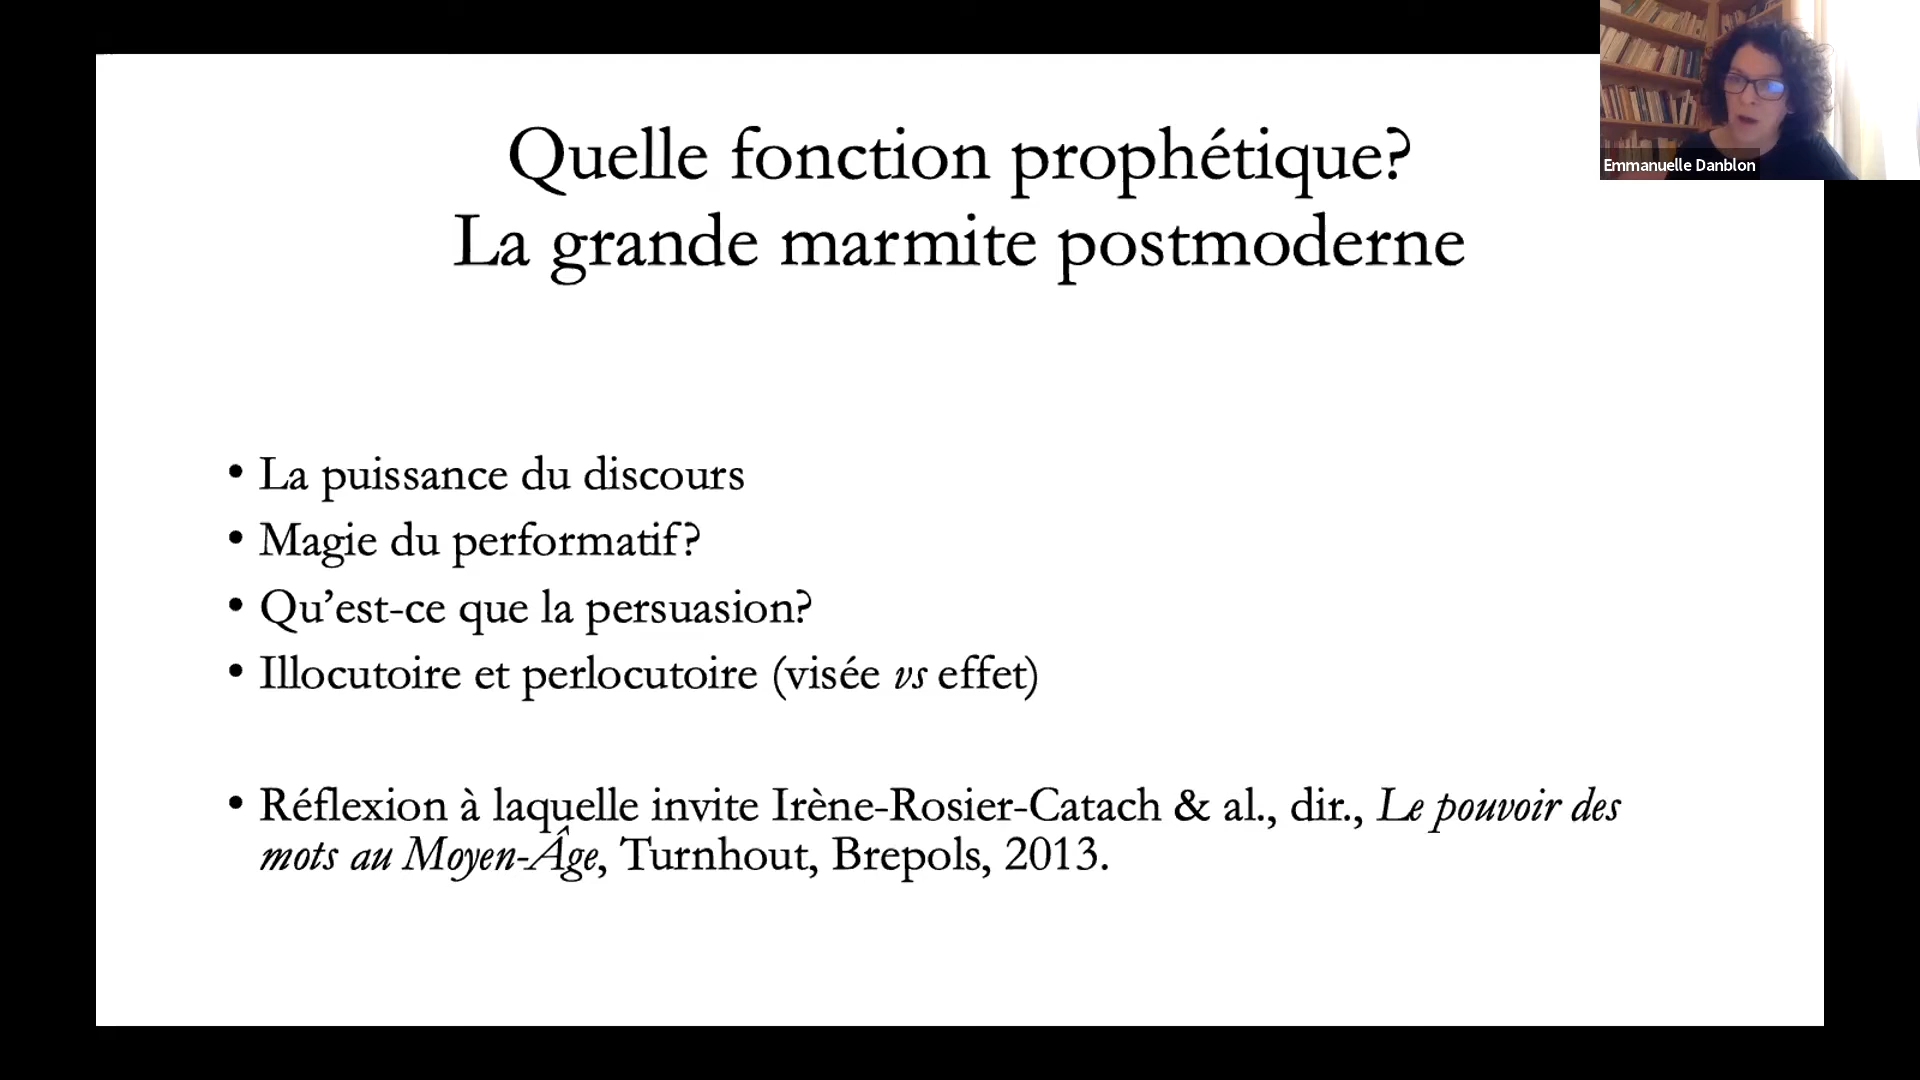 Quelle fonction prophétique?
La grande marmite postmoderne
Emmanuelle Danblon
• La puissance du discours
• Magie du performatif?
• Qu’est-ce que la persuasion?
• Illocutoire et perlocutoire (visée vs effet)
• Réflexion à laquelle invite Irène-Rosier-Catach & al., dir., Le pouvoir des
mots au Moyen-Âge, Turnhout, Brepols, 2013.